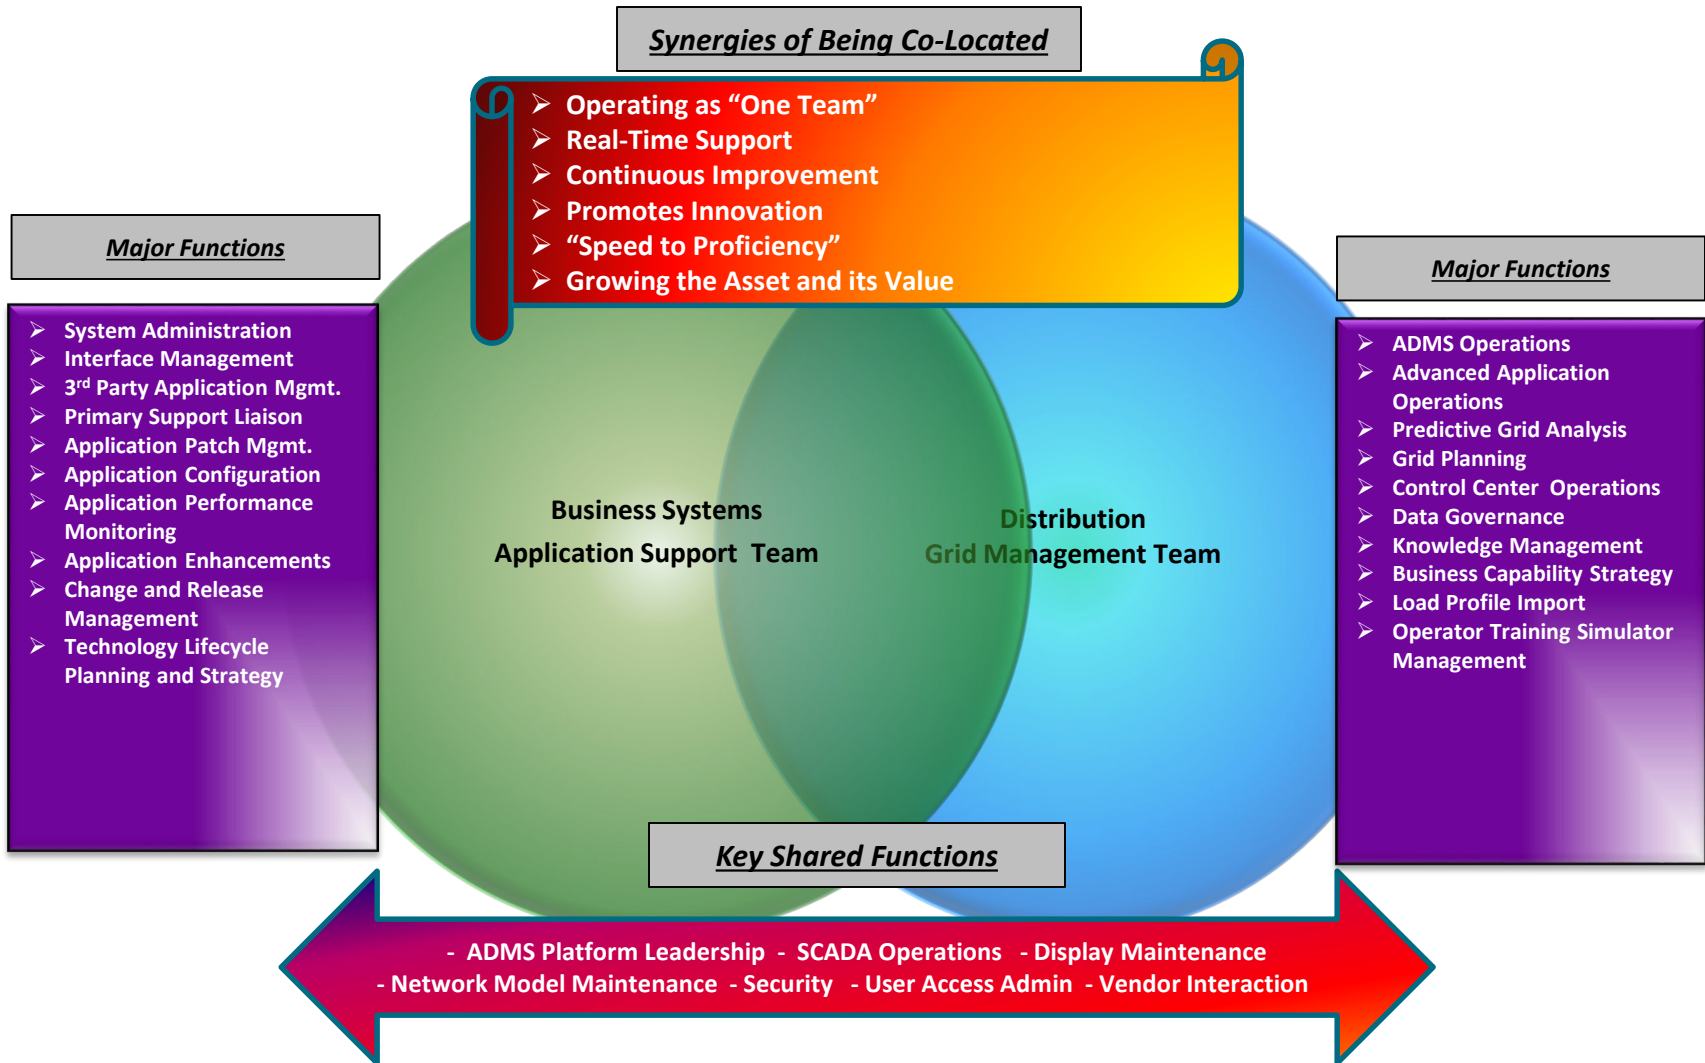 Synergies of Being Co-Located
➢ Operating as “One Team”
➢ Real-Time Support
➢ Continuous Improvement
➢ Promotes Innovation
➢ “Speed to Proficiency”
➢ Growing the Asset and its Value
Major Functions
➢ System Administration
➢ Interface Management
➢ 3rd Party Application Mgmt.
➢ Primary Support Liaison
➢ Application Patch Mgmt.
➢ Application Configuration
➢ Application Performance
Monitoring
➢ Application Enhancements
➢ Change and Release
Management
➢ Technology Lifecycle
Planning and Strategy
Business Systems
Application Support Team
Distribution
Grid Management Team
Major Functions
➢ ADMS Operations
➢ Advanced Application
Operations
➢ Predictive Grid Analysis
➢ Grid Planning
➢ Control Center Operations
➢ Data Governance
➢ Knowledge Management
➢ Business Capability Strategy
➢ Load Profile Import
➢ Operator Training Simulator
Management
Key Shared Functions
- ADMS Platform Leadership - SCADA Operations - Display Maintenance
- Network Model Maintenance - Security - User Access Admin - Vendor Interaction